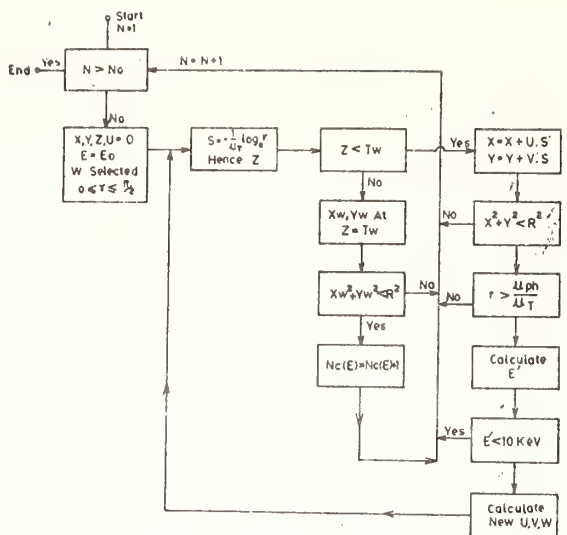 Start
N=1
Yes
End
N > No
N = N+1
No
X,Y,Z,U = 0
E = Eo
W Selected
0 ≤ r ≤ π/2
S = -1/μT loge r
Hence Z
Z < Tw
Yes
X = X + U.S'
Y = Y + V'.S
No
Xw, Yw At
Z = Tw
No
X² + Y² < R²
Xw² + Yw² < R²
No
No
r > μph/μT
Yes
Nc(E) = Nc(E)+1
Calculate
E'
Yes
E' < 10 KeV
Calculate
New U,V,W